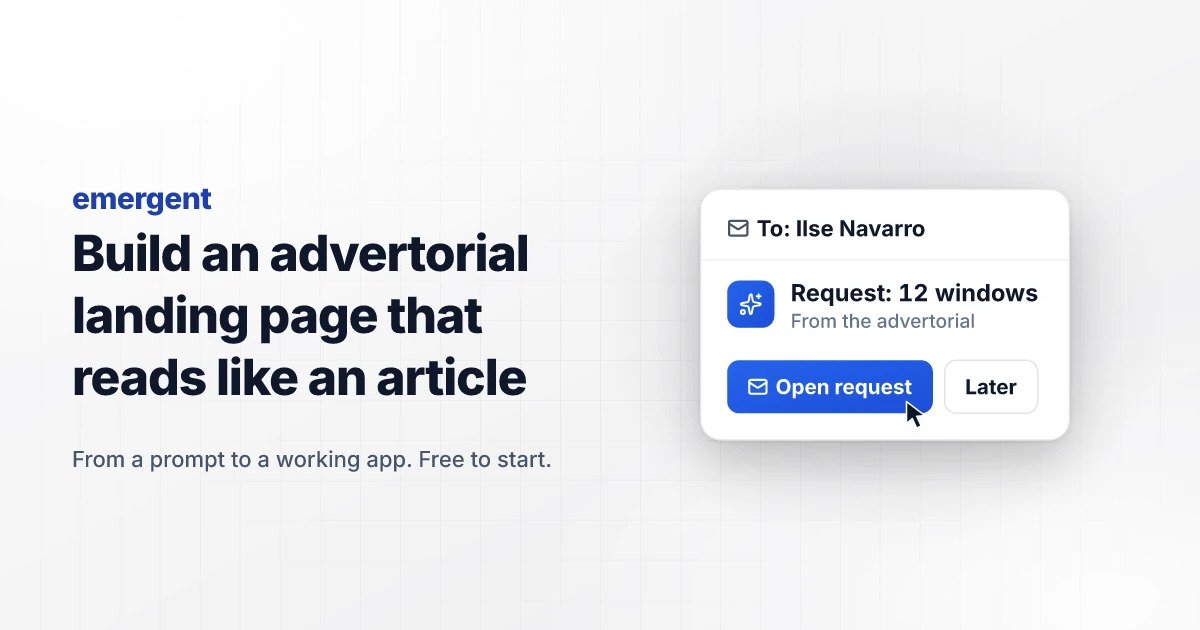 emergent
Build an advertorial
landing page that
reads like an article
From a prompt to a working app. Free to start.
To: Ilse Navarro
Request: 12 windows
From the advertorial
Open request
Later